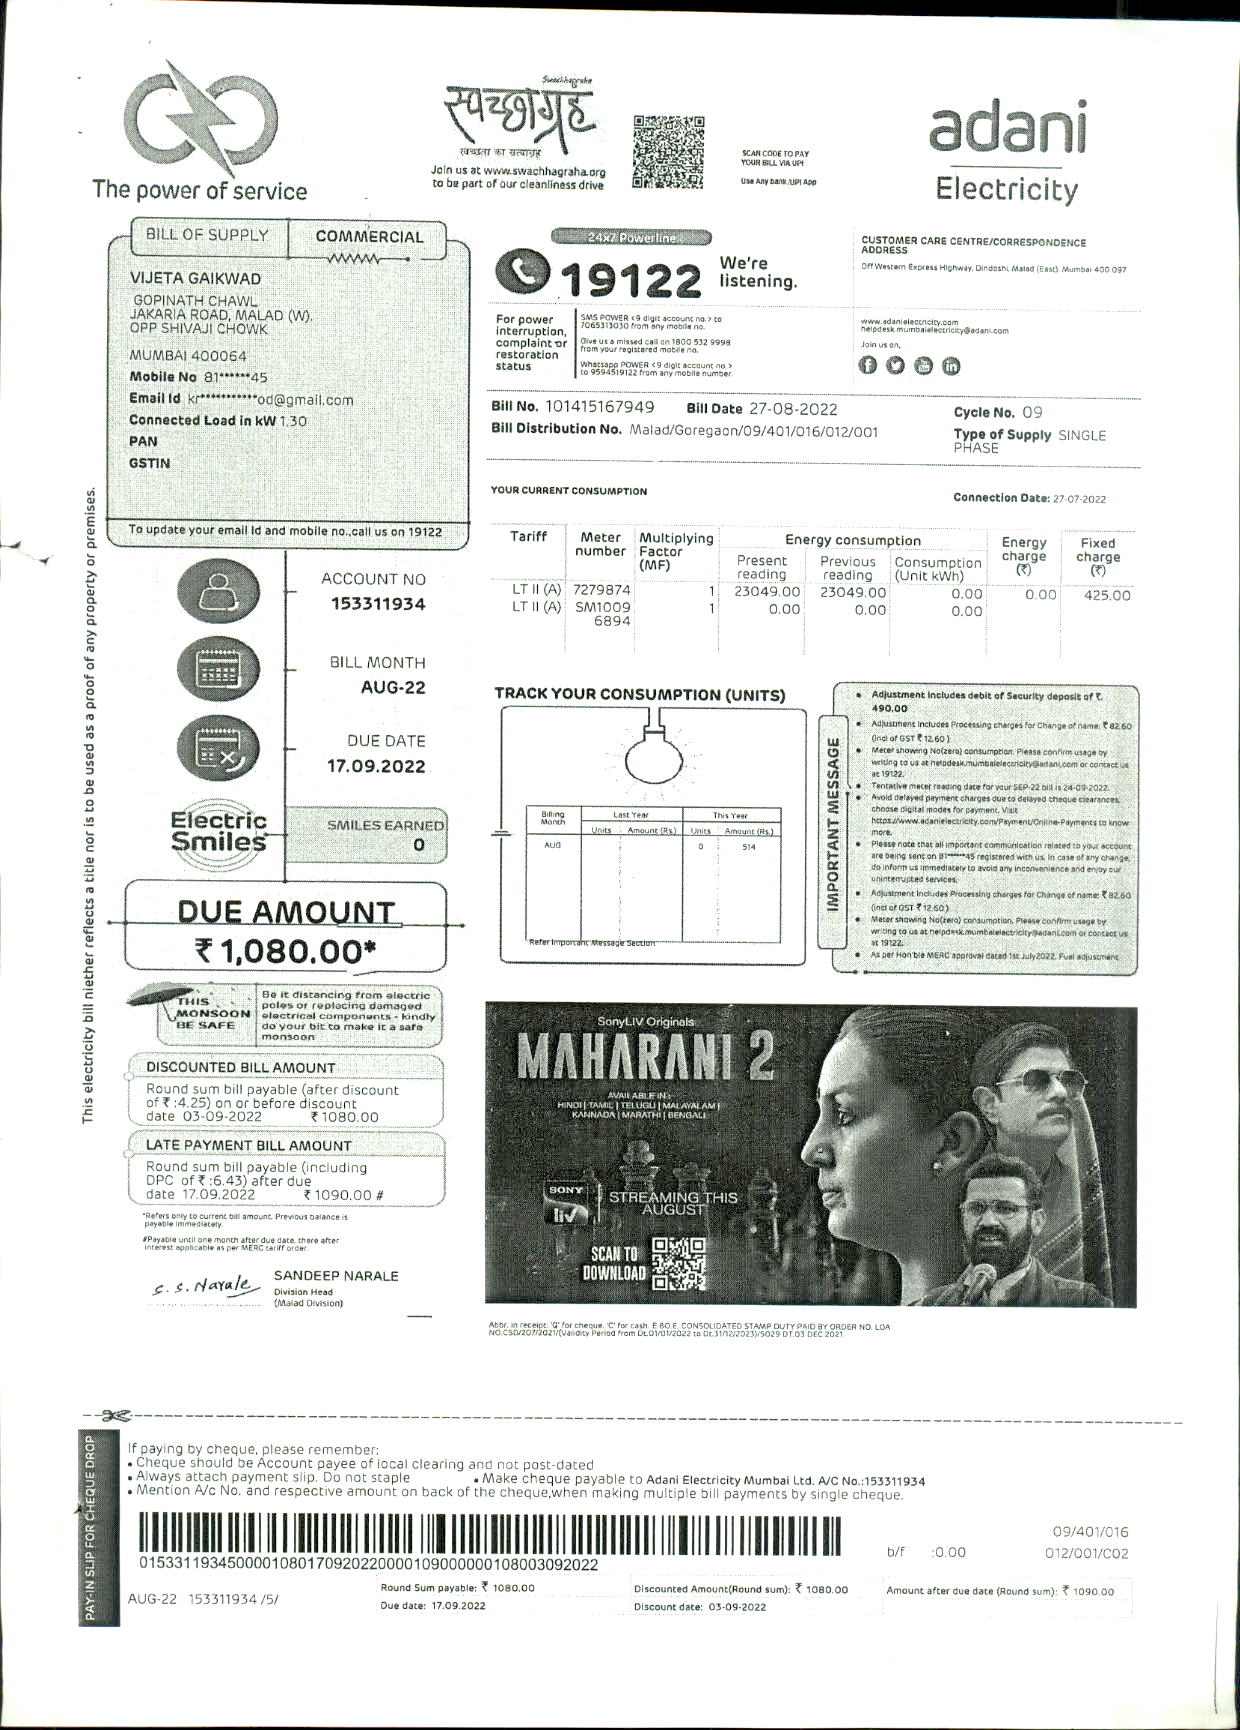 The power of service
Swachhagraha
स्वच्छाग्रह
स्वच्छता का सत्याग्रह
Join us at www.swachhagraha.org
to be part of our cleanliness drive
SCAN CODE TO PAY
YOUR BILL VIA UPI
Use Any bank /UPI App
adani
Electricity
BILL OF SUPPLY
COMMERCIAL
VIJETA GAIKWAD
GOPINATH CHAWL
JAKARIA ROAD, MALAD (W).
OPP SHIVAJI CHOWK
MUMBAI 400064
Mobile No 81******45
Email Id kr***********od@gmail.com
Connected Load in kW 1.30
PAN
GSTIN
To update your email Id and mobile no.,call us on 19122
24x7 Powerline
19122
We're
listening.
For power
interruption,
complaint or
restoration
status
SMS POWER <9 digit account no.> to
7065313030 from any mobile no.
Give us a missed call on 1800 532 9998
from your registered mobile no.
Whatsapp POWER <9 digit account no.>
to 9594519122 from any mobile number.
CUSTOMER CARE CENTRE/CORRESPONDENCE
ADDRESS
Off Western Express Highway, Dindoshi, Malad (East), Mumbai 400 097
www.adanielectricity.com
helpdesk.mumbaielectricity@adani.com
Join us on,
Bill No. 101415167949 Bill Date 27-08-2022
Cycle No. 09
Bill Distribution No. Malad/Goregaon/09/401/016/012/001
Type of Supply SINGLE
PHASE
YOUR CURRENT CONSUMPTION
Connection Date: 27-07-2022
Tariff
Meter
number
Multiplying
Factor
(MF)
Energy consumption
Present
reading
Previous
reading
Consumption
(Unit kWh)
Energy
charge
(₹)
Fixed
charge
(₹)
LT II (A) 7279874 1 23049.00 23049.00 0.00 0.00 425.00
LT II (A) SM1009 1 0.00 0.00 0.00
6894
This electricity bill niether reflects a title nor is to be used as a proof of any property or premises.
ACCOUNT NO
153311934
BILL MONTH
AUG-22
DUE DATE
17.09.2022
Electric
Smiles
SMILES EARNED
0
DUE AMOUNT
₹ 1,080.00*
TRACK YOUR CONSUMPTION (UNITS)
Billing
Month
Last Year
This Year
Units Amount (Rs.) Units Amount (Rs.)
AUG 0 514
Refer Important Message Section
IMPORTANT MESSAGE
• Adjustment includes debit of Security deposit of ₹.
490.00
• Adjustment Includes Processing charges for Change of name: ₹ 82.60
(incl of GST ₹ 12.60 )
• Meter showing No(zero) consumption. Please confirm usage by
writing to us at helpdesk.mumbaielectricity@adani.com or contact us
at 19122.
• Tentative meter reading date for your SEP-22 bill is 24-09-2022.
• Avoid delayed payment charges due to delayed cheque clearances,
choose digital modes for payment. Visit
https://www.adanielectricity.com/Payment/Online-Payments to know
more.
• Please note that all important communication related to your account
are being sent on 81******45 registered with us. In case of any change,
do inform us immediately to avoid any inconvenience and enjoy our
uninterrupted services.
• Adjustment Includes Processing charges for Change of name: ₹ 82.60
(incl of GST ₹ 12.60 )
• Meter showing No(zero) consumption. Please confirm usage by
writing to us at helpdesk.mumbaielectricity@adani.com or contact us
at 19122.
• As per Hon'ble MERC approval dated 1st July2022, Fuel adjustment
THIS
MONSOON
BE SAFE
Be it distancing from electric
poles or replacing damaged
electrical components - kindly
do your bit to make it a safe
monsoon
DISCOUNTED BILL AMOUNT
Round sum bill payable (after discount
of ₹ :4.25) on or before discount
date 03-09-2022 ₹ 1080.00
LATE PAYMENT BILL AMOUNT
Round sum bill payable (including
DPC of ₹ :6.43) after due
date 17.09.2022 ₹ 1090.00 #
*Refers only to current bill amount. Previous balance is
payable immediately.
#Payable until one month after due date, there after
interest applicable as per MERC tariff order.
S. S. Narale
SANDEEP NARALE
Division Head
(Malad Division)
SonyLIV Originals
MAHARANI 2
AVAILABLE IN :
HINDI | TAMIL | TELUGU | MALAYALAM |
KANNADA | MARATHI | BENGALI
SONY
liv
STREAMING THIS
AUGUST
SCAN TO
DOWNLOAD
Abbr. in receipt: 'Q' for cheque, 'C' for cash. E.&O.E. CONSOLIDATED STAMP DUTY PAID BY ORDER NO. LOA
NO.CSD/207/2021/(Validity Period from Dt.01/01/2022 to Dt.31/12/2023)/5029 DT.03 DEC 2021
PAY-IN SLIP FOR CHEQUE DROP
If paying by cheque, please remember:
• Cheque should be Account payee of local clearing and not post-dated
• Always attach payment slip. Do not staple • Make cheque payable to Adani Electricity Mumbai Ltd. A/C No.:153311934
• Mention A/c No. and respective amount on back of the cheque,when making multiple bill payments by single cheque.
0153311934500001080170920220000109000000108003092022
09/401/016
b/f :0.00 012/001/C02
AUG-22 153311934 /5/
Round Sum payable: ₹ 1080.00
Due date: 17.09.2022
Discounted Amount(Round sum): ₹ 1080.00
Discount date: 03-09-2022
Amount after due date (Round sum): ₹ 1090.00